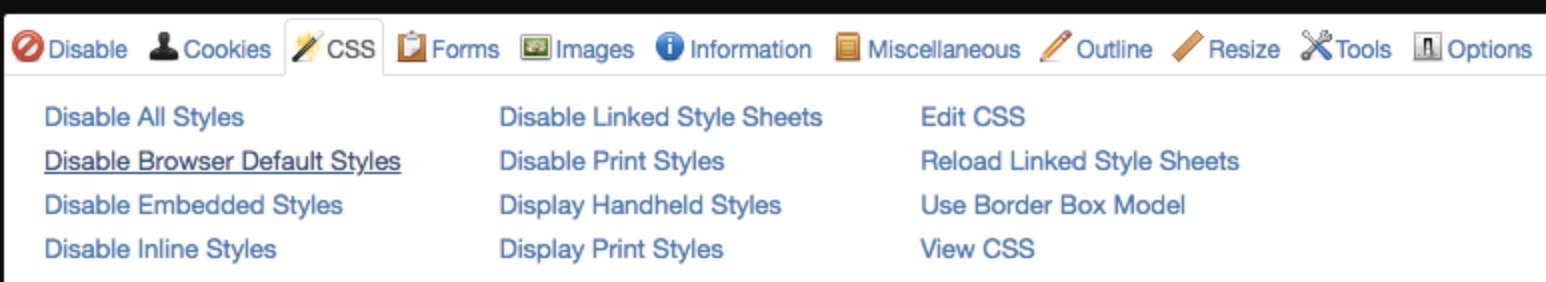 Disable Cookies CSS Forms Images Information Miscellaneous Outline Resize Tools Options
Disable All Styles
Disable Browser Default Styles
Disable Embedded Styles
Disable Inline Styles
Disable Linked Style Sheets
Disable Print Styles
Display Handheld Styles
Display Print Styles
Edit CSS
Reload Linked Style Sheets
Use Border Box Model
View CSS